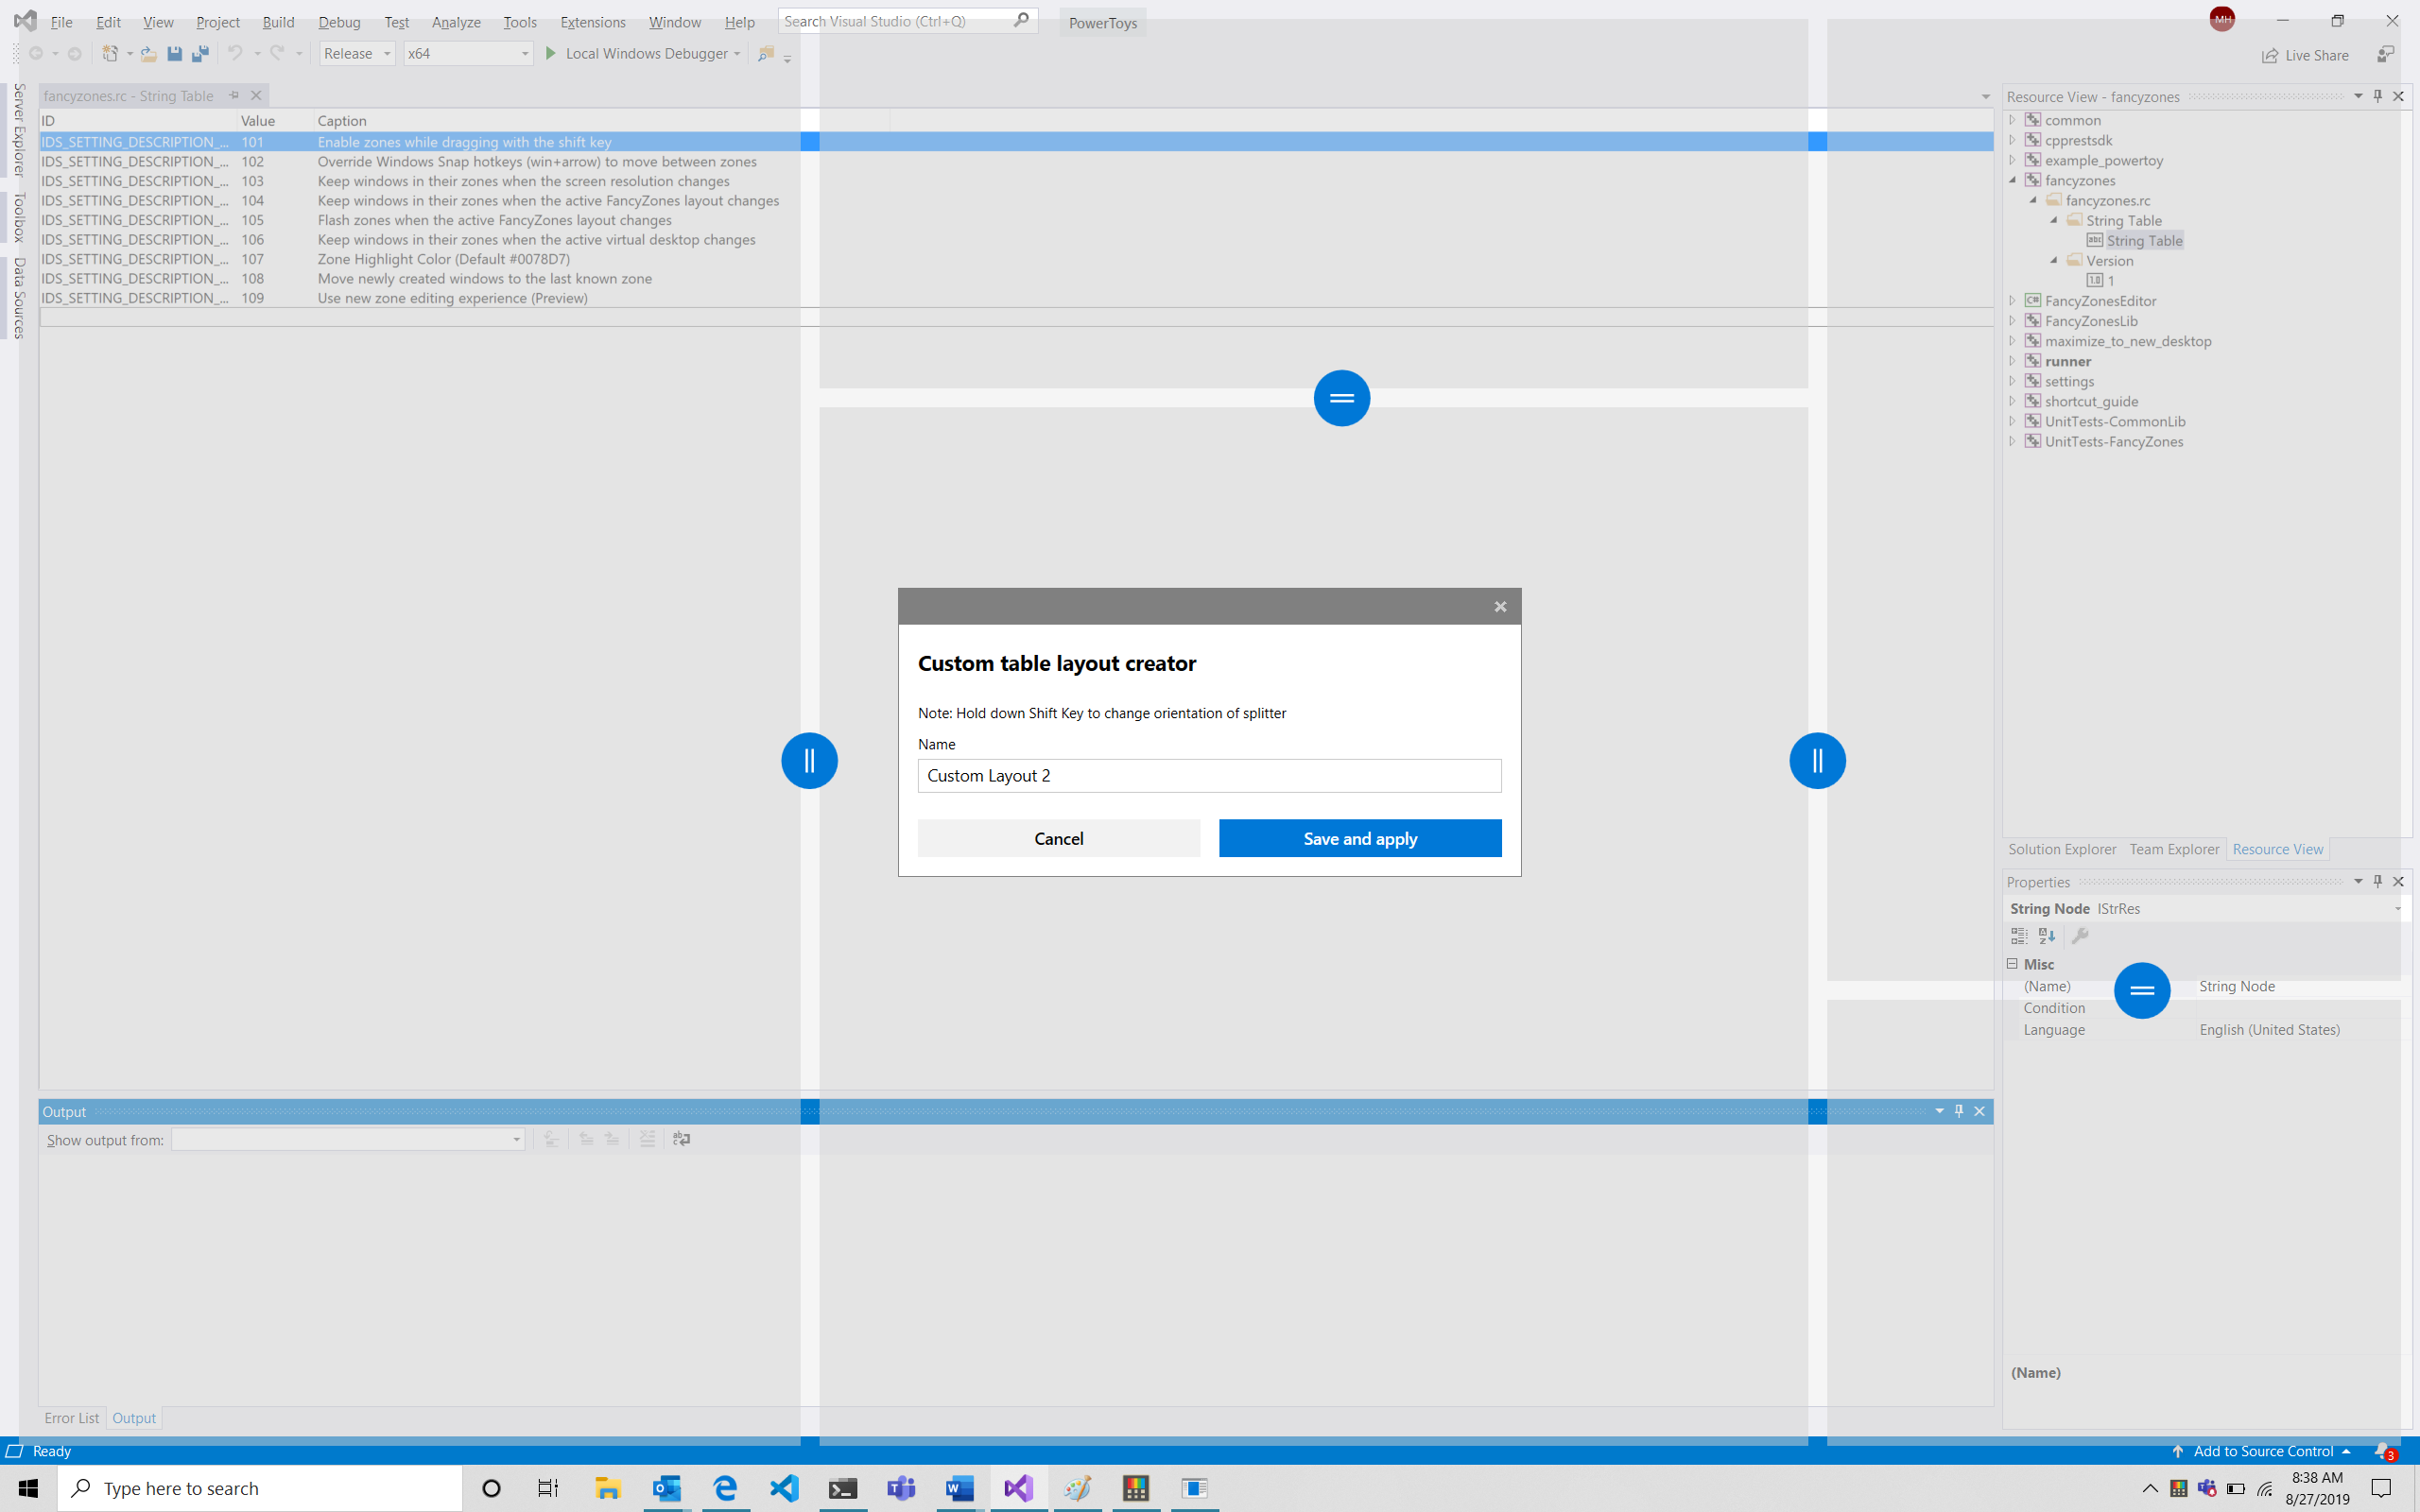 File Edit View Project Build Debug Test Analyze Tools Extensions Window Help Search Visual Studio (Ctrl+Q) PowerToys MH
Release x64 Local Windows Debugger Live Share
Server Explorer
Toolbox
Data Sources
fancyzones.rc - String Table
ID Value Caption
IDS_SETTING_DESCRIPTION_... 101 Enable zones while dragging with the shift key
IDS_SETTING_DESCRIPTION_... 102 Override Windows Snap hotkeys (win+arrow) to move between zones
IDS_SETTING_DESCRIPTION_... 103 Keep windows in their zones when the screen resolution changes
IDS_SETTING_DESCRIPTION_... 104 Keep windows in their zones when the active FancyZones layout changes
IDS_SETTING_DESCRIPTION_... 105 Flash zones when the active FancyZones layout changes
IDS_SETTING_DESCRIPTION_... 106 Keep windows in their zones when the active virtual desktop changes
IDS_SETTING_DESCRIPTION_... 107 Zone Highlight Color (Default #0078D7)
IDS_SETTING_DESCRIPTION_... 108 Move newly created windows to the last known zone
IDS_SETTING_DESCRIPTION_... 109 Use new zone editing experience (Preview)
Resource View - fancyzones
common
cpprestsdk
example_powertoy
fancyzones
fancyzones.rc
String Table
String Table
Version
1
FancyZonesEditor
FancyZonesLib
maximize_to_new_desktop
runner
settings
shortcut_guide
UnitTests-CommonLib
UnitTests-FancyZones
Custom table layout creator
Note: Hold down Shift Key to change orientation of splitter
Name
Custom Layout 2
Cancel Save and apply
Solution Explorer Team Explorer Resource View
Properties
String Node IStrRes
Misc
(Name) String Node
Condition
Language English (United States)
(Name)
Output
Show output from:
Error List Output
Ready Add to Source Control 3
Type here to search 8:38 AM
8/27/2019